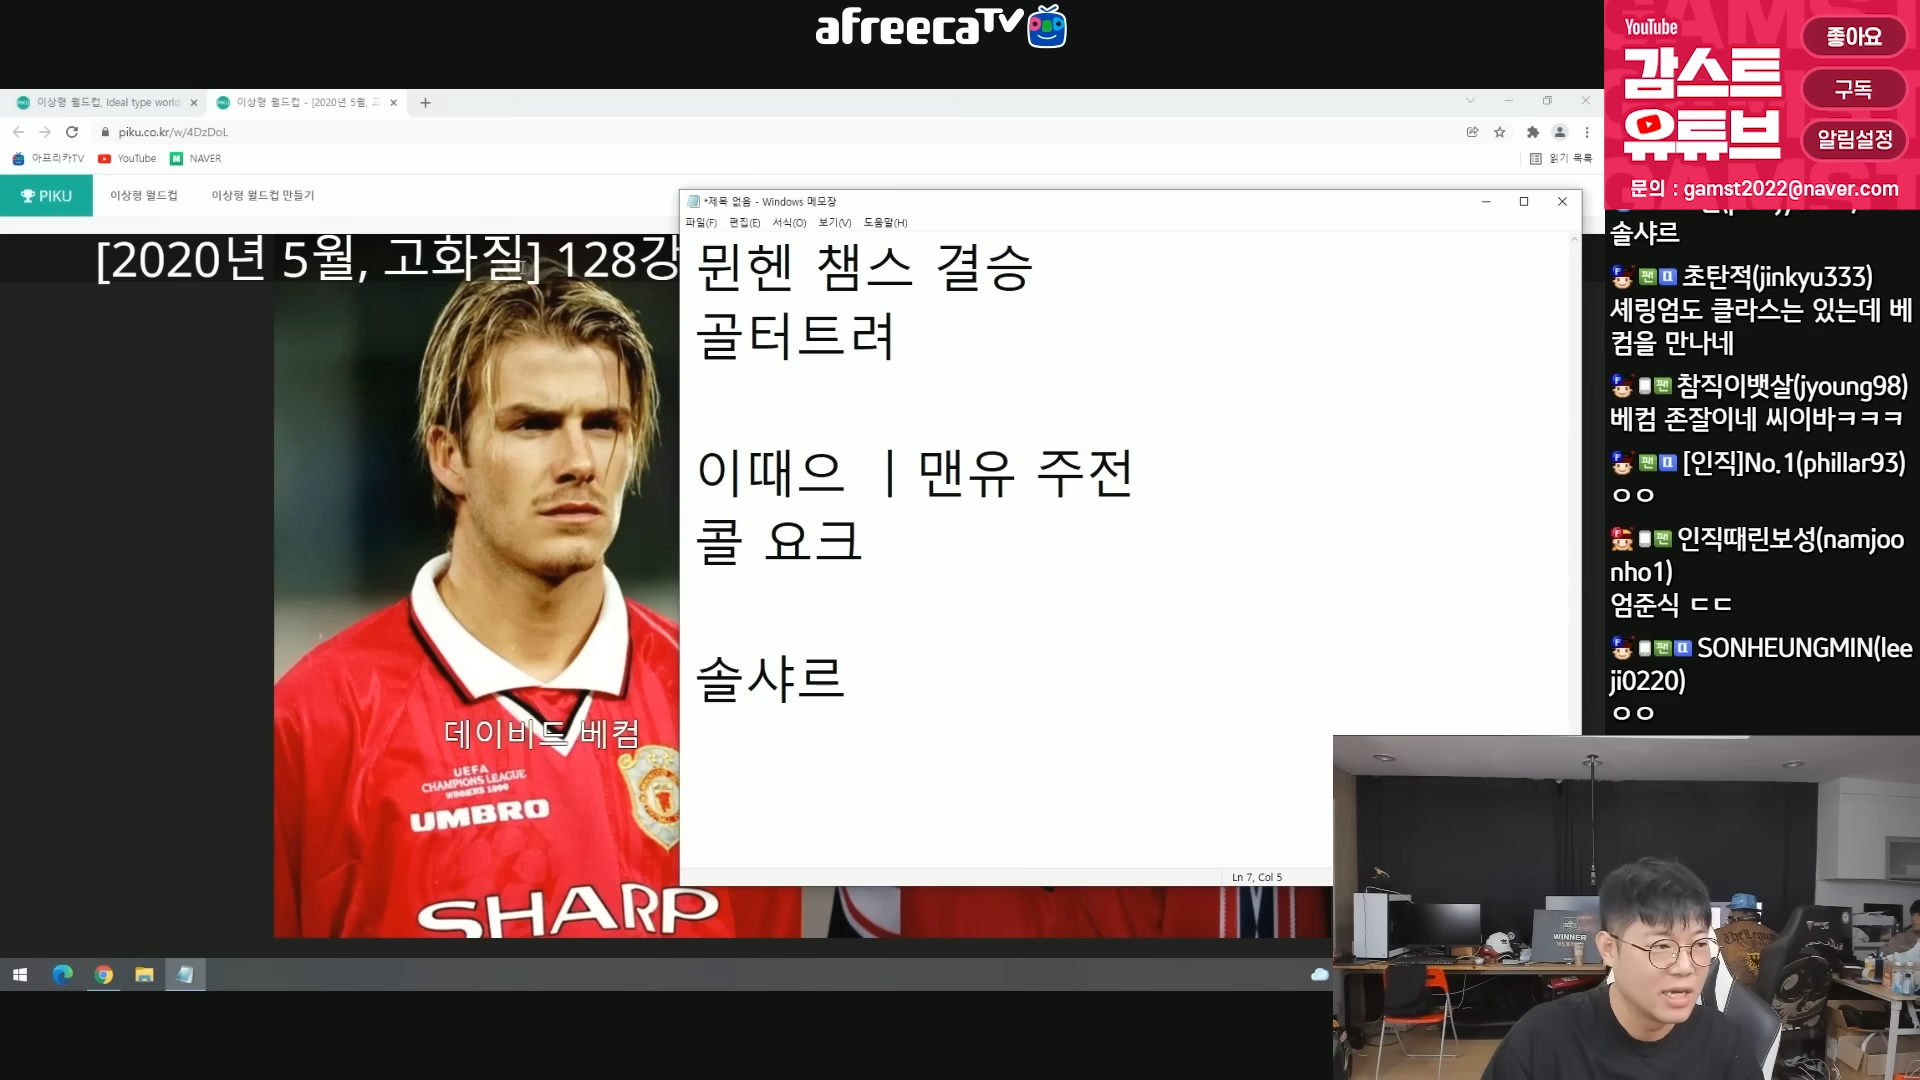 afreecaTV
이상형 월드컵, Ideal type world
이상형 월드컵 - [2020년 5월, 고
piku.co.kr/w/4DzDoL
아프리카TV
YouTube
NAVER
읽기 목록
PIKU
이상형 월드컵
이상형 월드컵 만들기
[2020년 5월, 고화질] 128강
데이비드 베컴
UEFA
CHAMPIONS LEAGUE
WINNERS 1999
UMBRO
SHARP
*제목 없음 - Windows 메모장
파일(F) 편집(E) 서식(O) 보기(V) 도움말(H)
뮌헨 챔스 결승
골터트려
이때으 ㅣ맨유 주전
콜 요크
솔샤르
Ln 7, Col 5
YouTube
감스트
유튜브
좋아요
구독
알림설정
문의 : gamst2022@naver.com
솔샤르
초탄적(jinkyu333)
셰링엄도 클라스는 있는데 베
컴을 만나네
참직이뱃살(jyoung98)
베컴 존잘이네 씨이바ㅋㅋㅋ
[인직]No.1(phillar93)
ㅇㅇ
인직때린보성(namjoo
nho1)
엄준식 ㄷㄷ
SONHEUNGMIN(lee
ji0220)
ㅇㅇ
WINNER